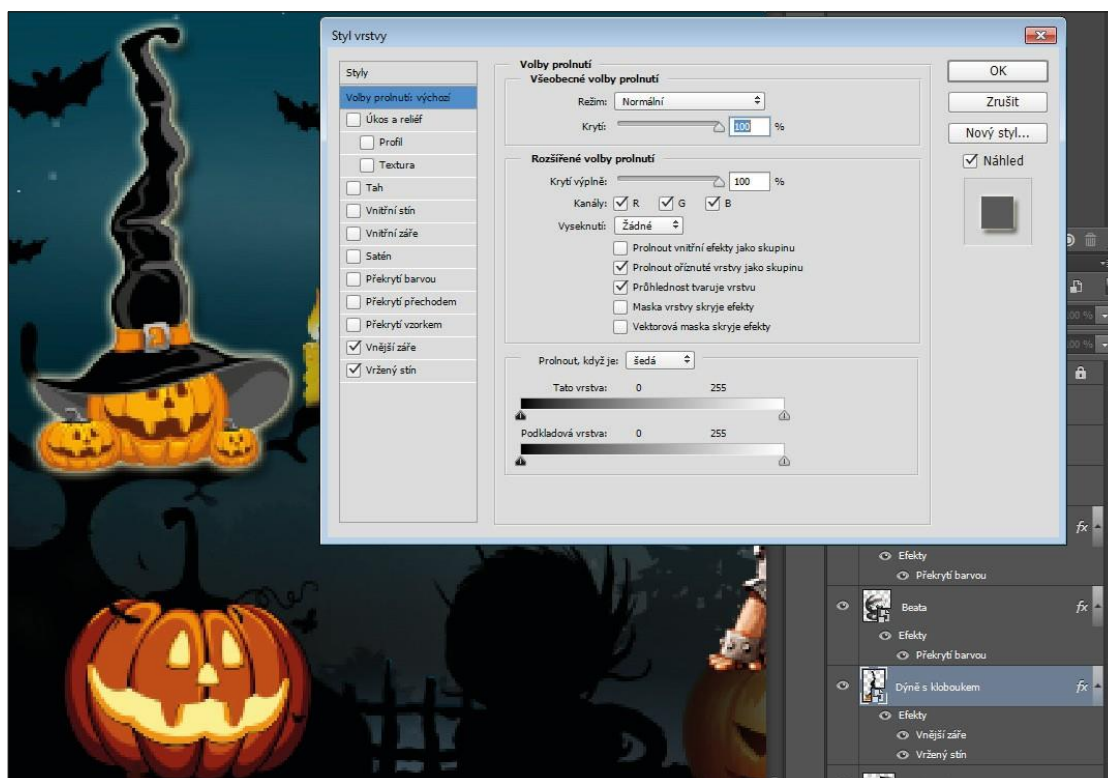 Styl vrstvy
Styly
Volby prolnutí: výchozí
Úkos a reliéf
Profil
Textura
Tah
Vnitřní stín
Vnitřní záře
Satén
Překrytí barvou
Překrytí přechodem
Překrytí vzorkem
Vnější záře
Vržený stín
Volby prolnutí
Všeobecné volby prolnutí
Režim: Normální
Krytí: 100 %
Rozšířené volby prolnutí
Krytí výplně: 100 %
Kanály: R G B
Vyseknutí: Žádné
Prolnout vnitřní efekty jako skupinu
Prolnout oříznuté vrstvy jako skupinu
Průhlednost tvaruje vrstvu
Maska vrstvy skryje efekty
Vektorová maska skryje efekty
Prolnout, když je: šedá
Tato vrstva: 0 255
Podkladová vrstva: 0 255
OK
Zrušit
Nový styl...
Náhled
100 %
100 %
fx
Efekty
Překrytí barvou
Beata fx
Efekty
Překrytí barvou
Dýně s kloboukem fx
Efekty
Vnější záře
Vržený stín